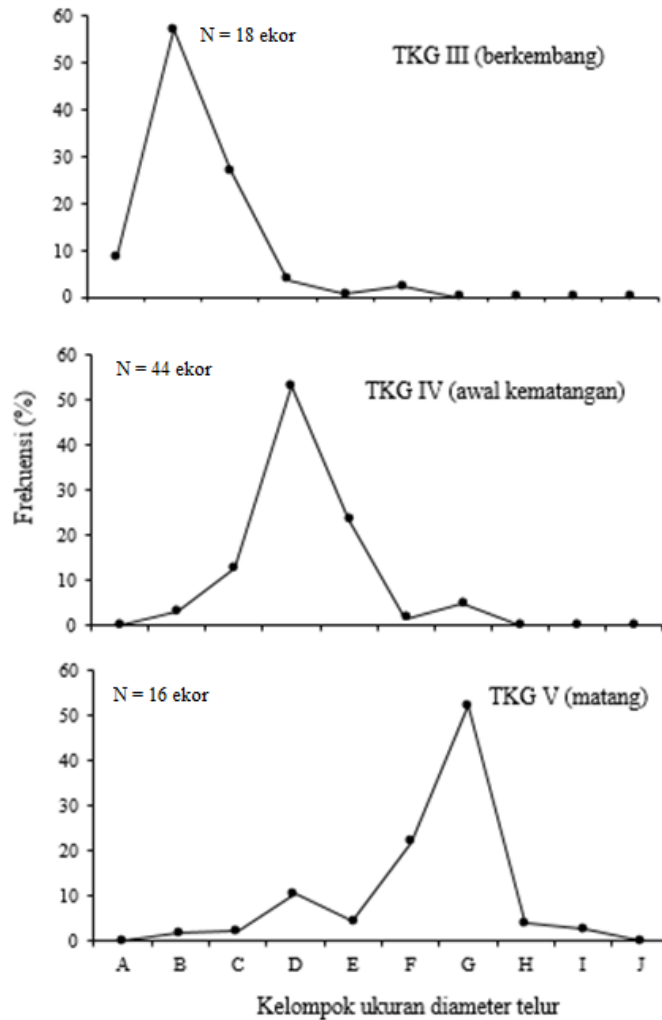 60
N = 18 ekor
TKG III (berkembang)
50
40
30
20
10
0
60
N = 44 ekor
TKG IV (awal kematangan)
50
40
30
20
10
0
Frekuensi (%)
70
60
N = 16 ekor
TKG V (matang)
50
40
30
20
10
0
A B C D E F G H I J
Kelompok ukuran diameter telur